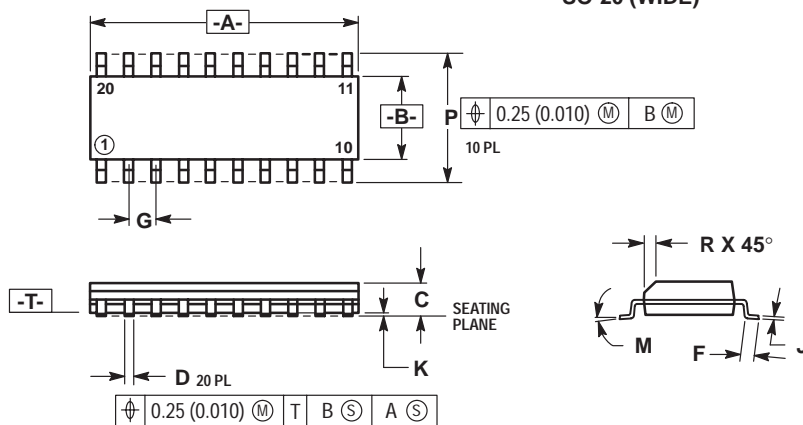 SO-20 (WIDE)
-A-
20
11
-B-
P
⌖ 0.25 (0.010) Ⓜ B Ⓜ
10 PL
①
10
G
R X 45°
-T-
C
SEATING
PLANE
K
M
F
D 20 PL
⌖ 0.25 (0.010) Ⓜ T B Ⓢ A Ⓢ